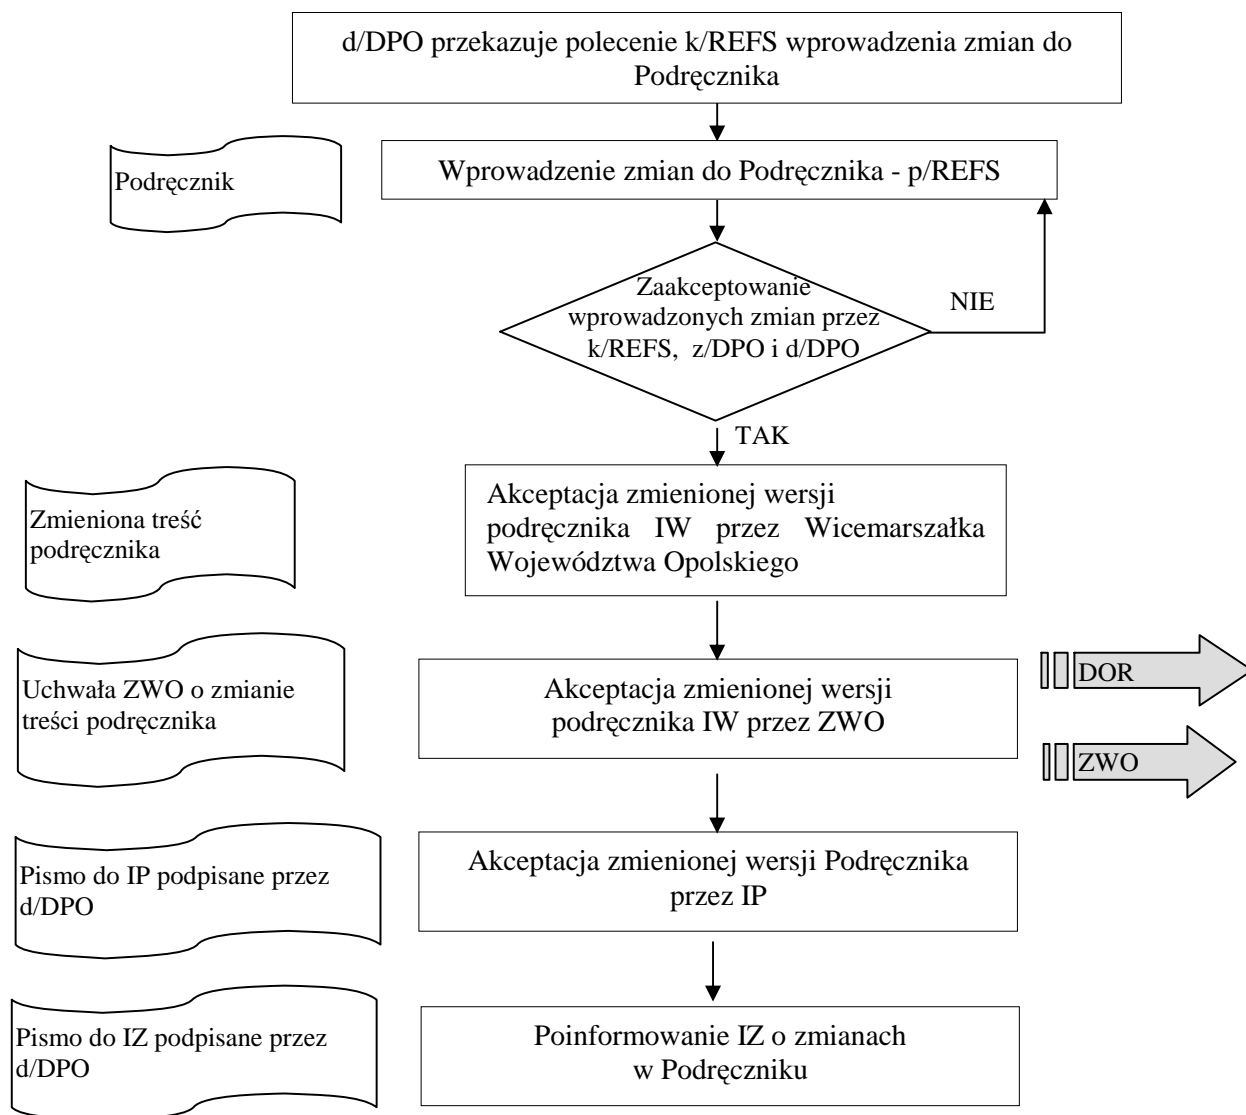 d/DPO przekazuje polecenie k/REFS wprowadzenia zmian do
Podręcznika
Podręcznik
Wprowadzenie zmian do Podręcznika - p/REFS
Zaakceptowanie
wprowadzonych zmian przez
k/REFS, z/DPO i d/DPO
NIE
TAK
Zmieniona treść
podręcznika
Akceptacja zmienionej wersji
podręcznika IW przez Wicemarszałka
Województwa Opolskiego
Uchwała ZWO o zmianie
treści podręcznika
Akceptacja zmienionej wersji
podręcznika IW przez ZWO
DOR
ZWO
Pismo do IP podpisane przez
d/DPO
Akceptacja zmienionej wersji Podręcznika
przez IP
Pismo do IZ podpisane przez
d/DPO
Poinformowanie IZ o zmianach
w Podręczniku